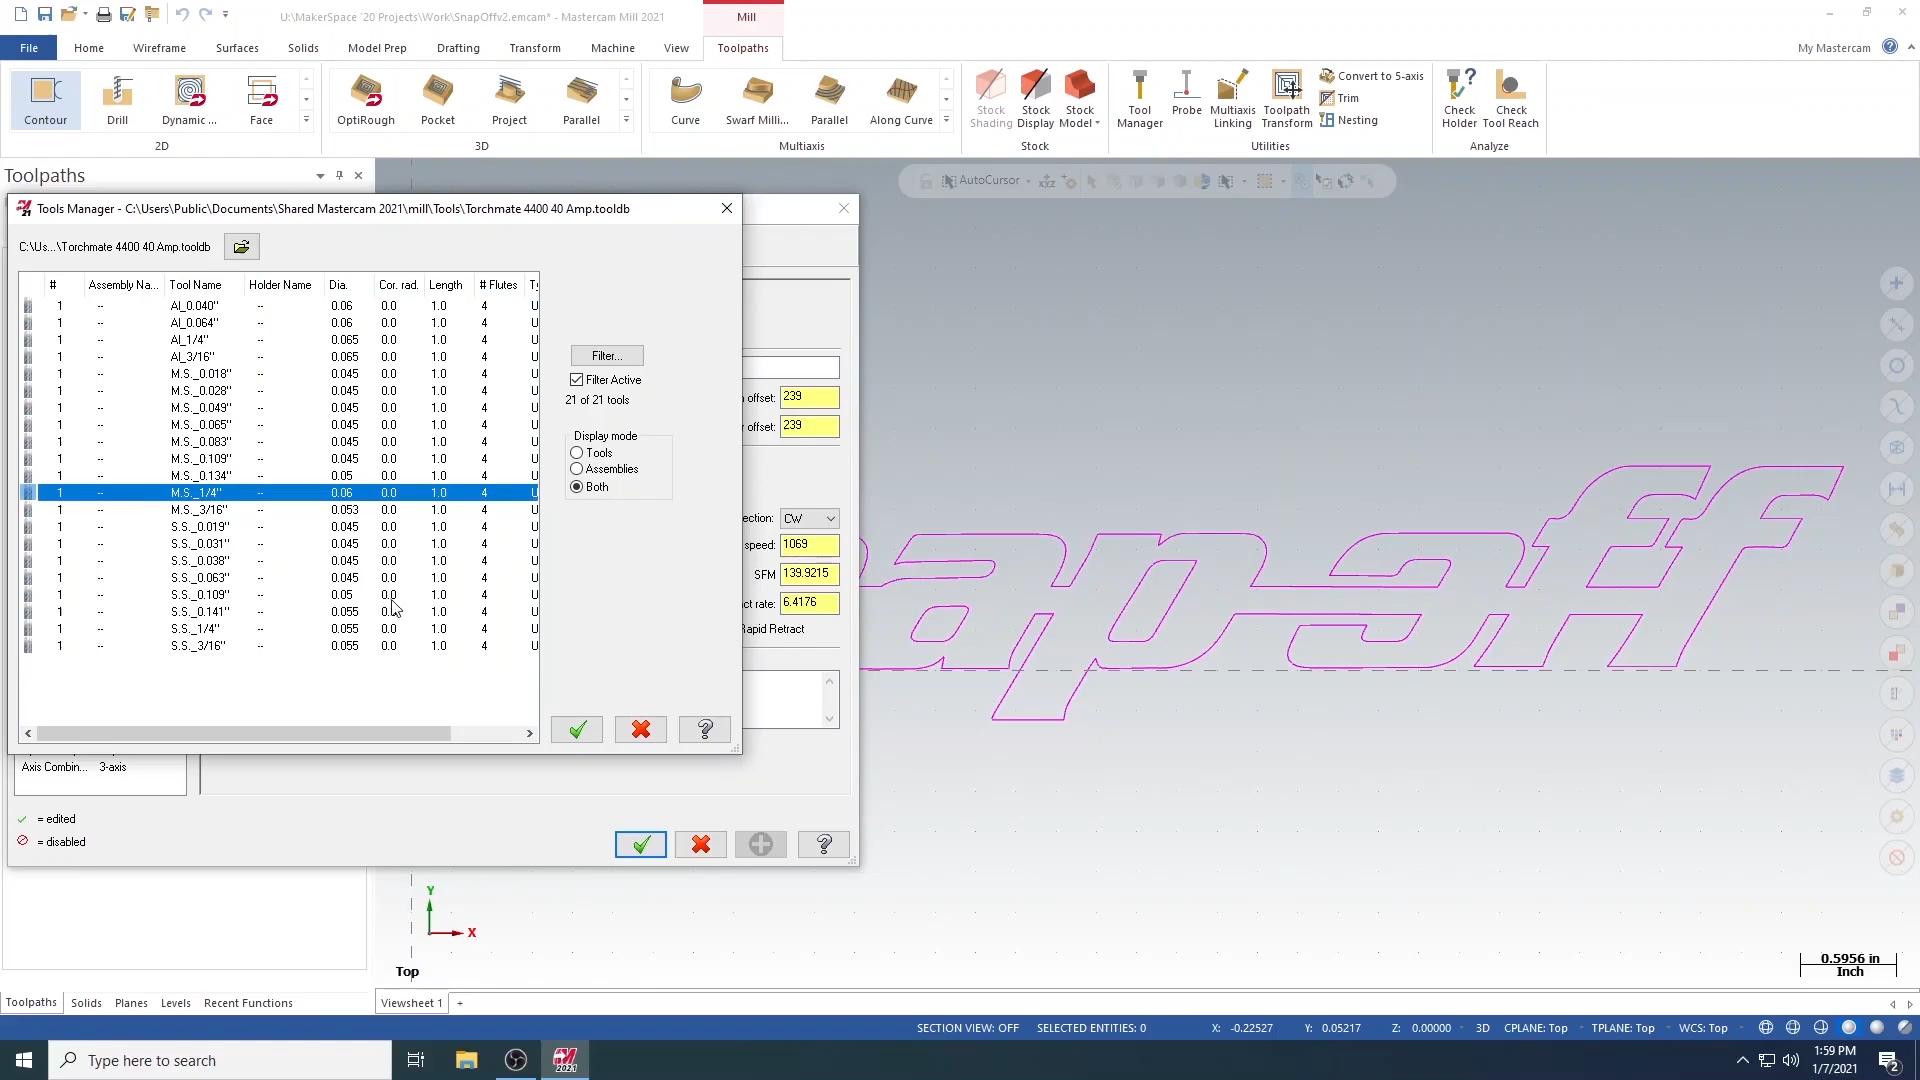 U:\MakerSpace '20 Projects\Work\SnapOffv2.emcam* - Mastercam Mill 2021
Mill
File
Home
Wireframe
Surfaces
Solids
Model Prep
Drafting
Transform
Machine
View
Toolpaths
My Mastercam
Contour
Drill
Dynamic ...
Face
OptiRough
Pocket
Project
Parallel
Curve
Swarf Milli...
Parallel
Along Curve
Stock Shading
Stock Display
Stock Model
Tool Manager
Probe
Multiaxis Linking
Toolpath Transform
Convert to 5-axis
Trim
Nesting
Check Holder
Check Tool Reach
2D
3D
Multiaxis
Stock
Utilities
Analyze
Toolpaths
AutoCursor
Tools Manager - C:\Users\Public\Documents\Shared Mastercam 2021\mill\Tools\Torchmate 4400 40 Amp.tooldb
C:\Us...\Torchmate 4400 40 Amp.tooldb
# Assembly Na... Tool Name Holder Name Dia. Cor. rad. Length # Flutes Ty
1 -- Al_0.040" -- 0.06 0.0 1.0 4 U
1 -- Al_0.064" -- 0.06 0.0 1.0 4 U
1 -- Al_1/4" -- 0.065 0.0 1.0 4 U
1 -- Al_3/16" -- 0.065 0.0 1.0 4 U
1 -- M.S._0.018" -- 0.045 0.0 1.0 4 U
1 -- M.S._0.028" -- 0.045 0.0 1.0 4 U
1 -- M.S._0.049" -- 0.045 0.0 1.0 4 U
1 -- M.S._0.065" -- 0.045 0.0 1.0 4 U
1 -- M.S._0.083" -- 0.045 0.0 1.0 4 U
1 -- M.S._0.109" -- 0.045 0.0 1.0 4 U
1 -- M.S._0.134" -- 0.05 0.0 1.0 4 U
1 -- M.S._1/4" -- 0.06 0.0 1.0 4 U
1 -- M.S._3/16" -- 0.053 0.0 1.0 4 U
1 -- S.S._0.019" -- 0.045 0.0 1.0 4 U
1 -- S.S._0.031" -- 0.045 0.0 1.0 4 U
1 -- S.S._0.038" -- 0.045 0.0 1.0 4 U
1 -- S.S._0.063" -- 0.045 0.0 1.0 4 U
1 -- S.S._0.109" -- 0.05 0.0 1.0 4 U
1 -- S.S._0.141" -- 0.055 0.0 1.0 4 U
1 -- S.S._1/4" -- 0.055 0.0 1.0 4 U
1 -- S.S._3/16" -- 0.055 0.0 1.0 4 U
Filter...
Filter Active
21 of 21 tools
Display mode
Tools
Assemblies
Both
offset: 239
offset: 239
ection: CW
speed: 1069
SFM 139.9215
ct rate: 6.4176
Rapid Retract
Axis Combin... 3-axis
= edited
= disabled
ap off
Y
X
Top
0.5956 in
Inch
Toolpaths
Solids
Planes
Levels
Recent Functions
Viewsheet 1
+
SECTION VIEW: OFF SELECTED ENTITIES: 0 X: -0.22527 Y: 0.05217 Z: 0.00000 3D CPLANE: Top TPLANE: Top WCS: Top
Type here to search
2021
1:59 PM
1/7/2021
2